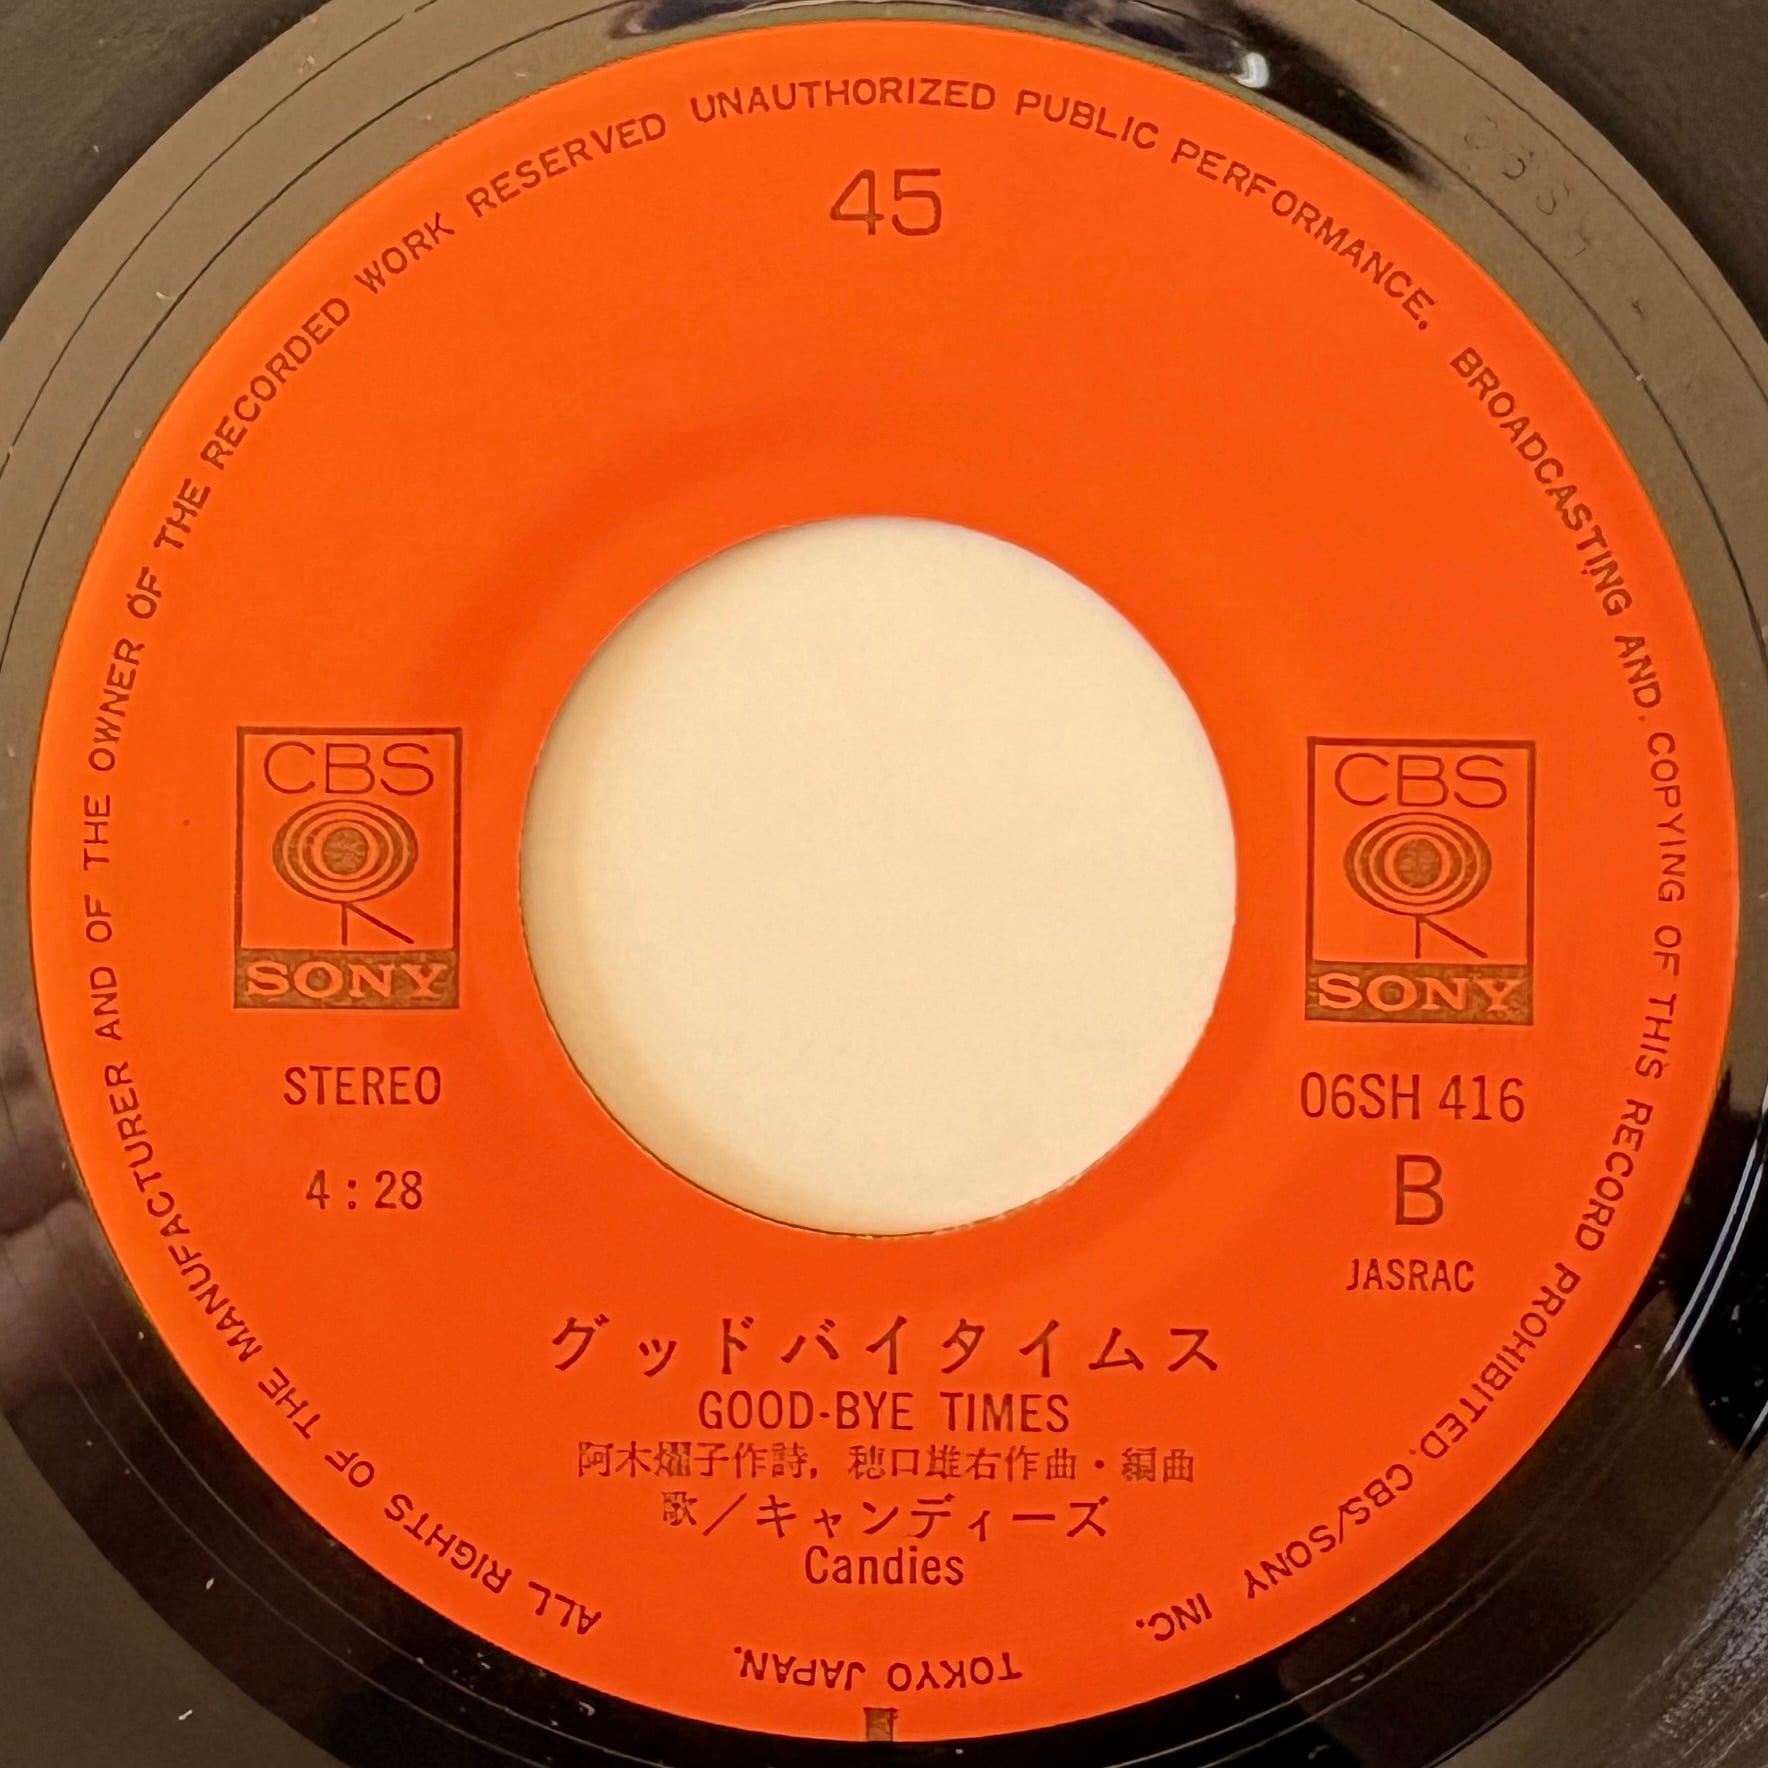 ALL RIGHTS OF THE MANUFACTURER AND OF THE OWNER OF THE RECORDED WORK RESERVED UNAUTHORIZED PUBLIC PERFORMANCE. BROADCASTING AND. COPYING OF THIS RECORD PROHIBITED. CBS/SONY INC. TOKYO JAPAN.
45
CBS
SONY
STEREO
4:28
CBS
SONY
06SH 416
B
JASRAC
グッドバイタイムス
GOOD-BYE TIMES
阿木燿子作詩, 穂口雄右作曲・編曲
歌/キャンディーズ
Candies